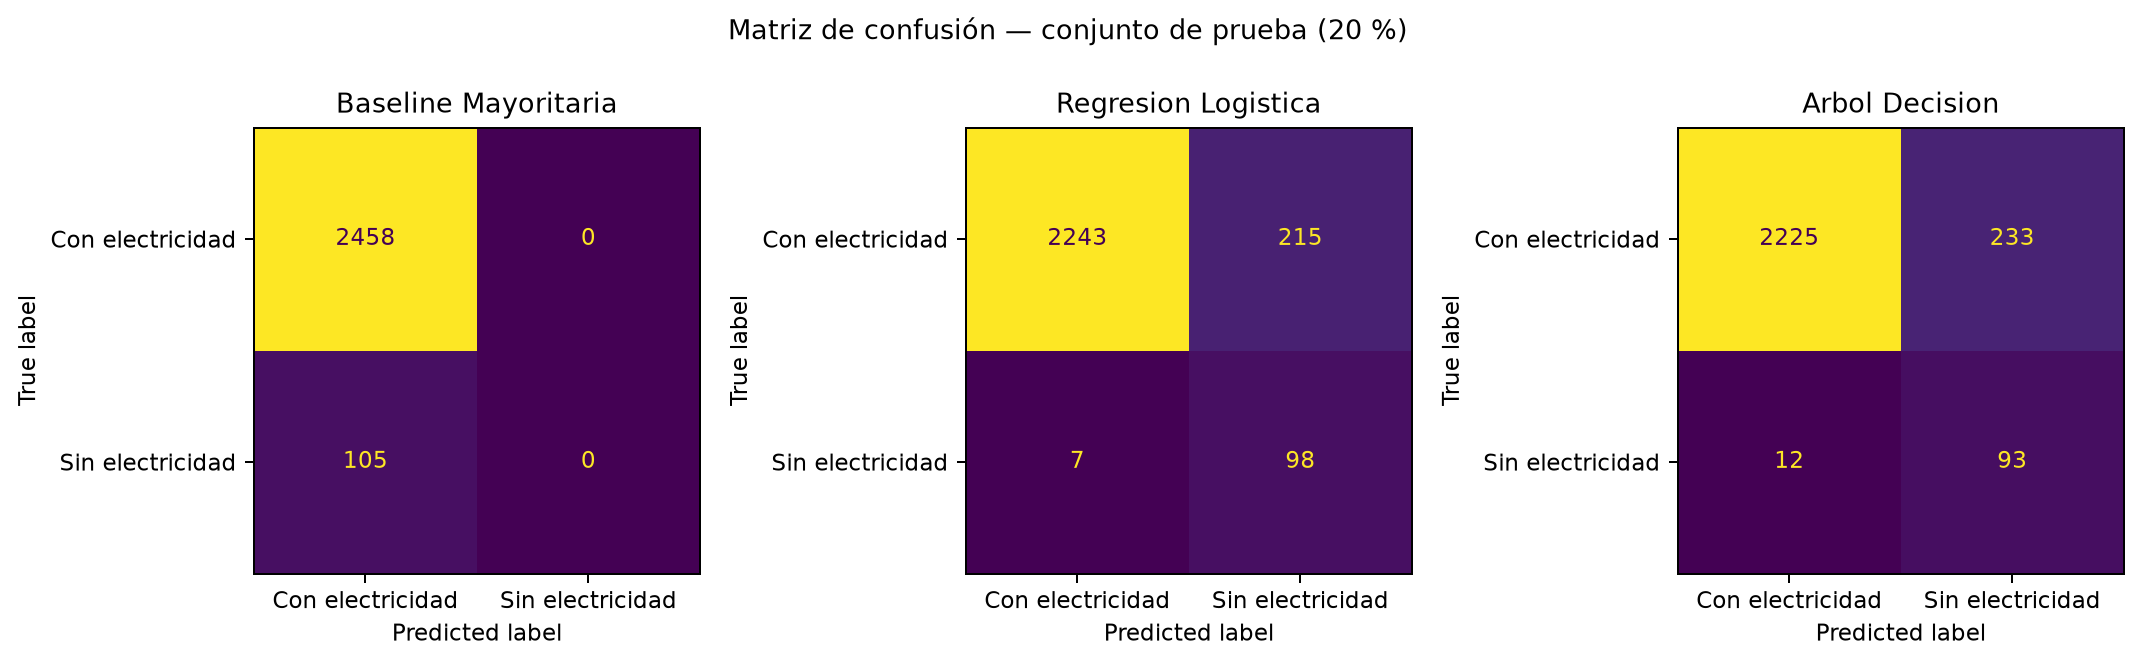 Matriz de confusión — conjunto de prueba (20 %)
Baseline Mayoritaria
True label
Con electricidad
2458
0
Sin electricidad
105
0
Con electricidad
Sin electricidad
Predicted label
Regresion Logistica
True label
Con electricidad
2243
215
Sin electricidad
7
98
Con electricidad
Sin electricidad
Predicted label
Arbol Decision
True label
Con electricidad
2225
233
Sin electricidad
12
93
Con electricidad
Sin electricidad
Predicted label